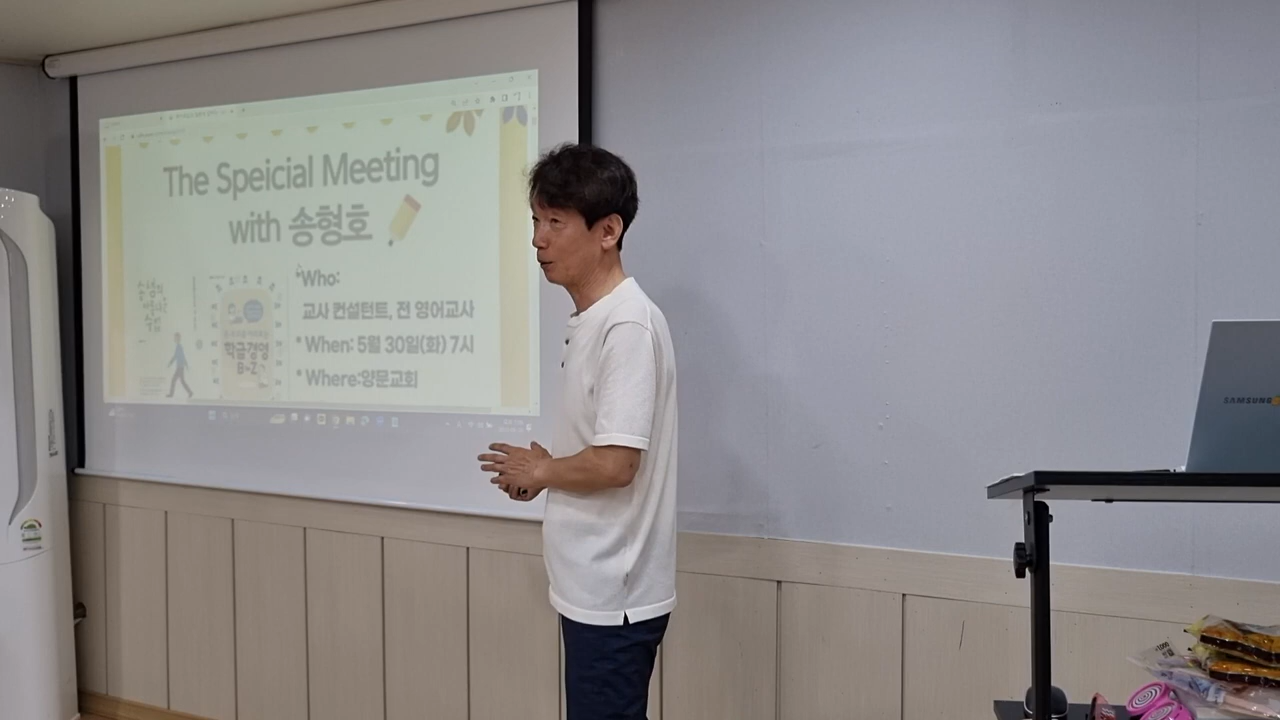 The Speicial Meeting
with 송형호
*Who:
교사 컨설턴트, 전 영어교사
* When: 5월 30일(화) 7시
* Where:양문교회
학급경영
B to Z
SAMSUNG